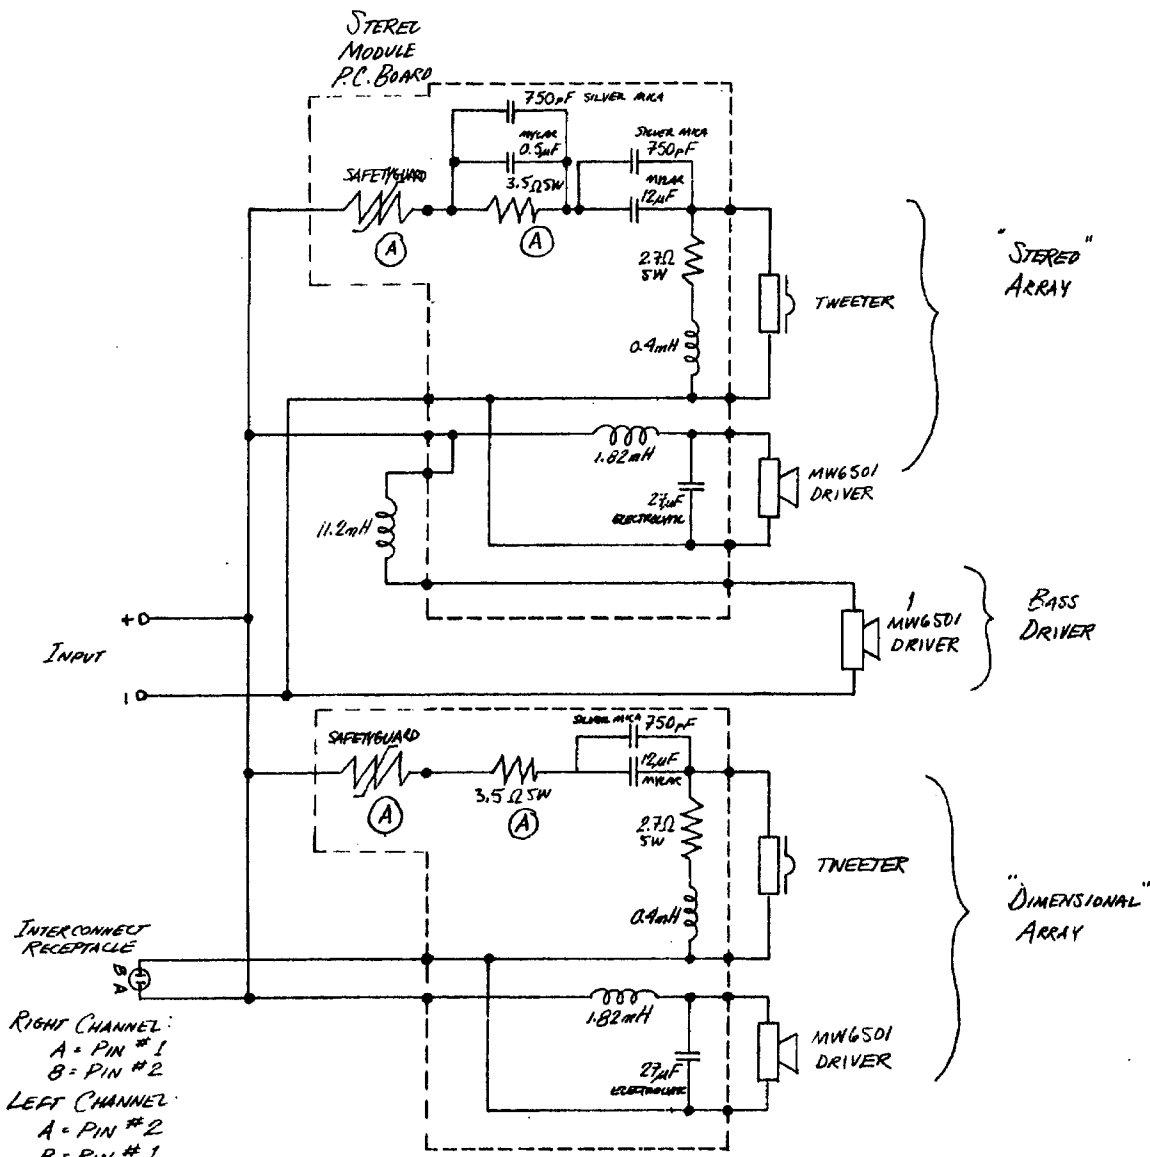 STEREO
MODULE
P.C. BOARD
750pF SILVER MICA
MYLAR
0.5µF
SILVER MICA
750pF
SAFETYGUARD
3.5Ω 5W
MYLAR
12µF
A
A
2.7Ω
5W
TWEETER
"STEREO"
ARRAY
0.4mH
1.82mH
MW6501
DRIVER
27µF
ELECTROLYTIC
11.2mH
1
MW6501
DRIVER
BASS
DRIVER
+
INPUT
-
SILVER MICA 750pF
SAFETYGUARD
12µF
MYLAR
3.5Ω 5W
A
A
2.7Ω
5W
TWEETER
"DIMENSIONAL"
ARRAY
0.4mH
INTERCONNECT
RECEPTACLE
B A
1.82mH
RIGHT CHANNEL:
A = PIN #1
B = PIN #2
MW6501
DRIVER
27µF
ELECTROLYTIC
LEFT CHANNEL:
A = PIN #2
B = PIN #1